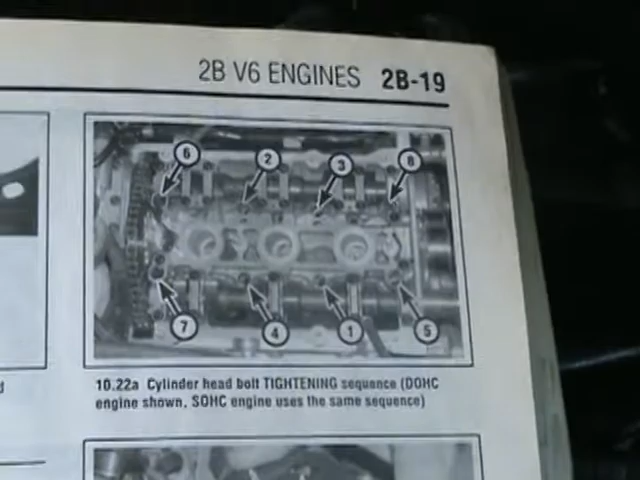 2B V6 ENGINES 2B-19
6 2 3 8
7 4 1 5
10.22a Cylinder head bolt TIGHTENING sequence (DOHC
engine shown, SOHC engine uses the same sequence)